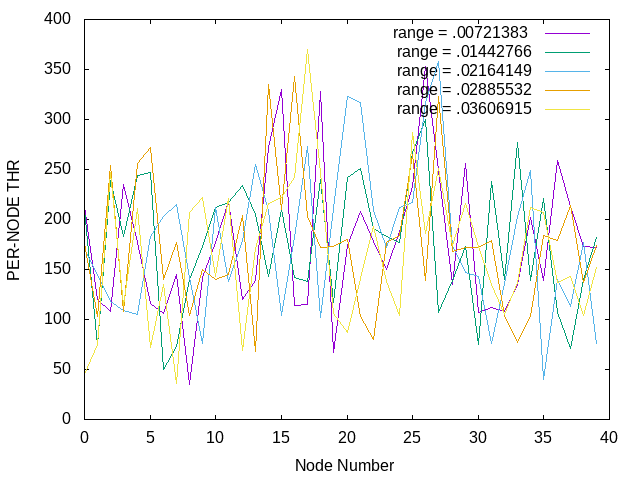 400
350
300
250
200
150
100
50
0
PER-NODE THR
range = .00721383
range = .01442766
range = .02164149
range = .02885532
range = .03606915
0 5 10 15 20 25 30 35 40
Node Number